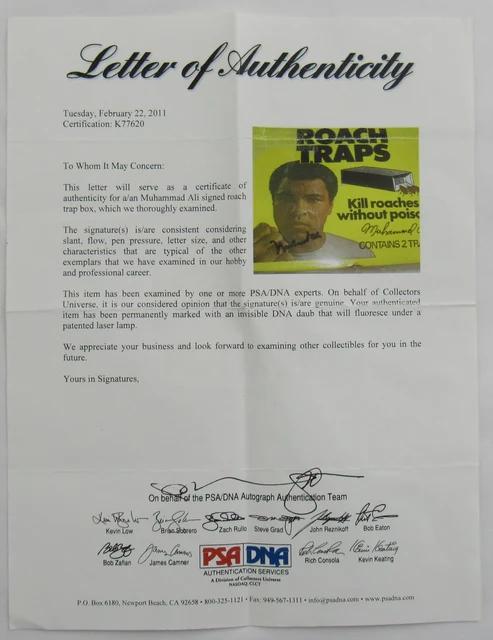 Letter of Authenticity
Tuesday, February 22, 2011
Certification: K77620
To Whom It May Concern:
This letter will serve as a certificate of
authenticity for a/an Muhammad Ali signed roach
trap box, which we thoroughly examined.
The signature(s) is/are consistent considering
slant, flow, pen pressure, letter size, and other
characteristics that are typical of the other
exemplars that we have examined in our hobby
and professional career.
ROACH
TRAPS
Kill roaches
without poiso
Muhammad
CONTAINS 2 TRA
This item has been examined by one or more PSA/DNA experts. On behalf of Collectors
Universe, it is our considered opinion that the signature(s) is/are genuine. Your authenticated
item has been permanently marked with an invisible DNA daub that will fluoresce under a
patented laser lamp.
We appreciate your business and look forward to examining other collectibles for you in the
future.
Yours in Signatures,
On behalf of the PSA/DNA Autograph Authentication Team
Kevin Low Brian Sobrero Zach Rullo Steve Grad John Reznikoff Bob Eaton
Bob Zafian James Camner Rich Consola Kevin Keating
PSA DNA
AUTHENTICATION SERVICES
A Division of Collectors Universe
NASDAQ: CLCT
P.O. Box 6180, Newport Beach, CA 92658 • 800-325-1121 • Fax: 949-567-1311 • info@psadna.com • www.psadna.com